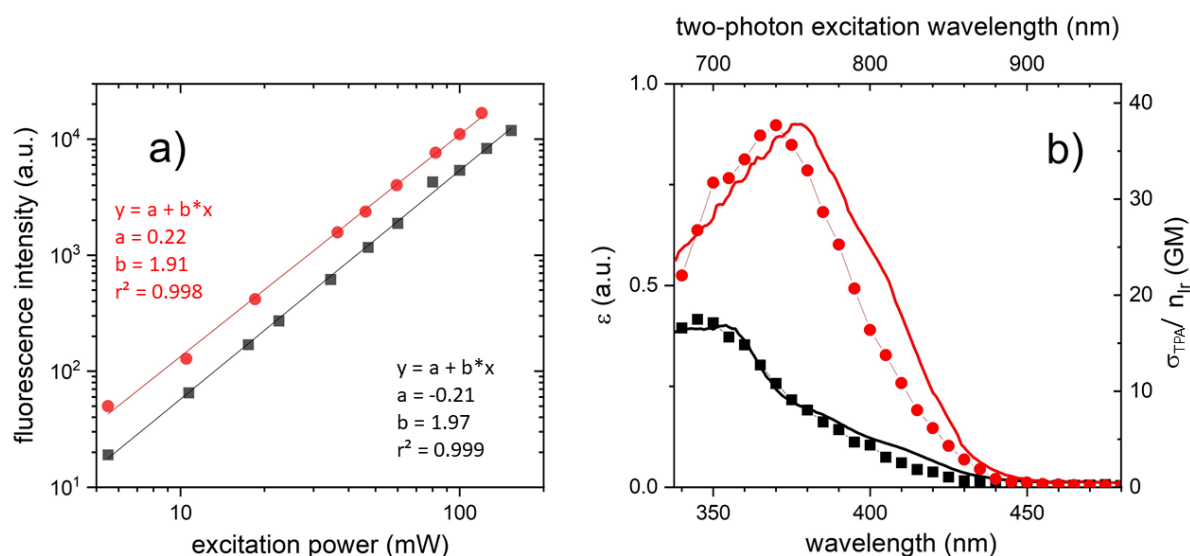 a)
fluorescence intensity (a.u.)
10⁴
10³
10²
10¹
y = a + b*x
a = 0.22
b = 1.91
r² = 0.998
y = a + b*x
a = -0.21
b = 1.97
r² = 0.999
10
100
excitation power (mW)
two-photon excitation wavelength (nm)
700
800
900
b)
ε (a.u.)
1.0
0.5
0.0
40
30
20
10
0
σTPA/ nIr (GM)
350
400
450
wavelength (nm)